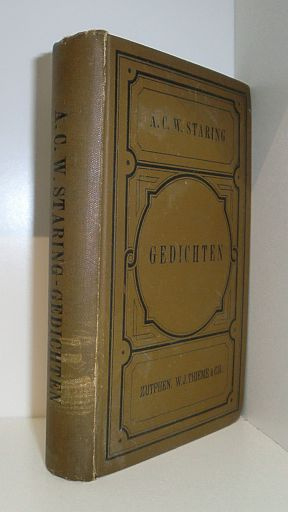 A. C. W. STARING - GEDICHTEN
A. C. W. STARING
GEDICHTEN
ZUTPHEN, W. J. THIEME & CIE.